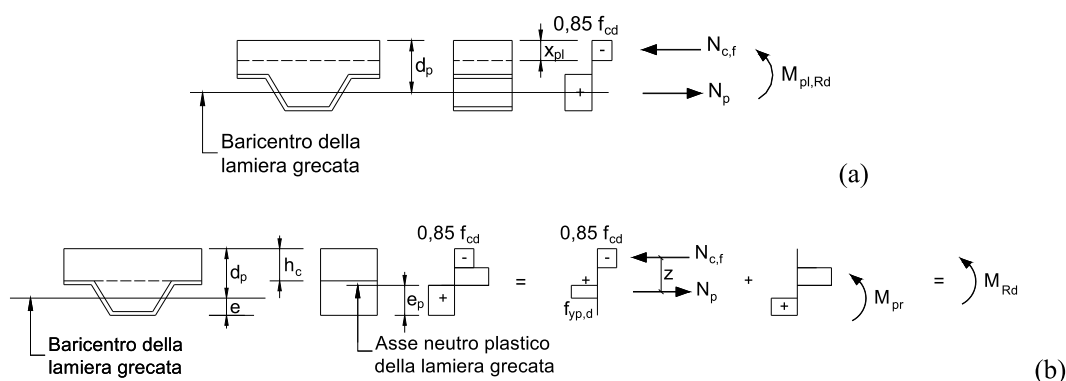 0,85 f_cd
x_pl
d_p
-
N_c,f
+
N_p
M_pl,Rd
Baricentro della
lamiera grecata
(a)
0,85 f_cd
0,85 f_cd
d_p
h_c
e
-
e_p
+
=
-
+
f_yp,d
z
N_c,f
N_p
+
+
M_pr
=
M_Rd
Baricentro della
lamiera grecata
Asse neutro plastico
della lamiera grecata
(b)